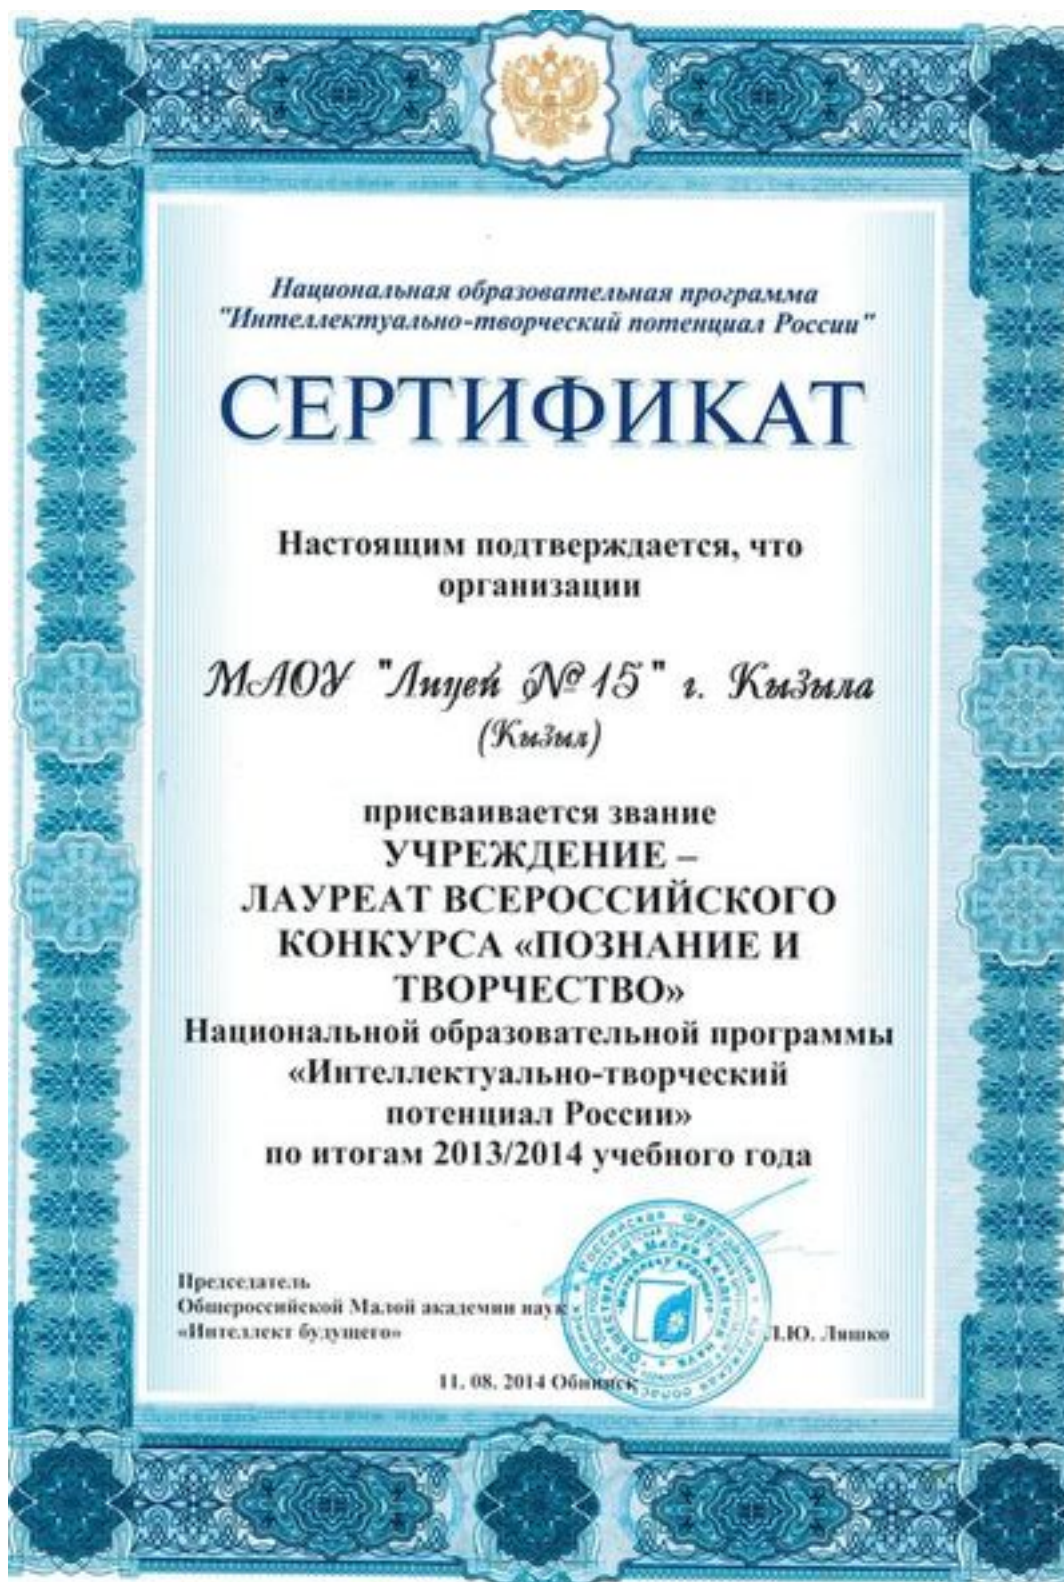 Национальная образовательная программа
"Интеллектуально-творческий потенциал России"
СЕРТИФИКАТ
Настоящим подтверждается, что
организации
МАОУ "Лицей №15" г. Кызыла
(Кызыл)
присваивается звание
УЧРЕЖДЕНИЕ –
ЛАУРЕАТ ВСЕРОССИЙСКОГО
КОНКУРСА «ПОЗНАНИЕ И
ТВОРЧЕСТВО»
Национальной образовательной программы
«Интеллектуально-творческий
потенциал России»
по итогам 2013/2014 учебного года
Председатель
Общероссийской Малой академии наук
«Интеллект будущего»
Л.Ю. Ляшко
11. 08. 2014 Обнинск